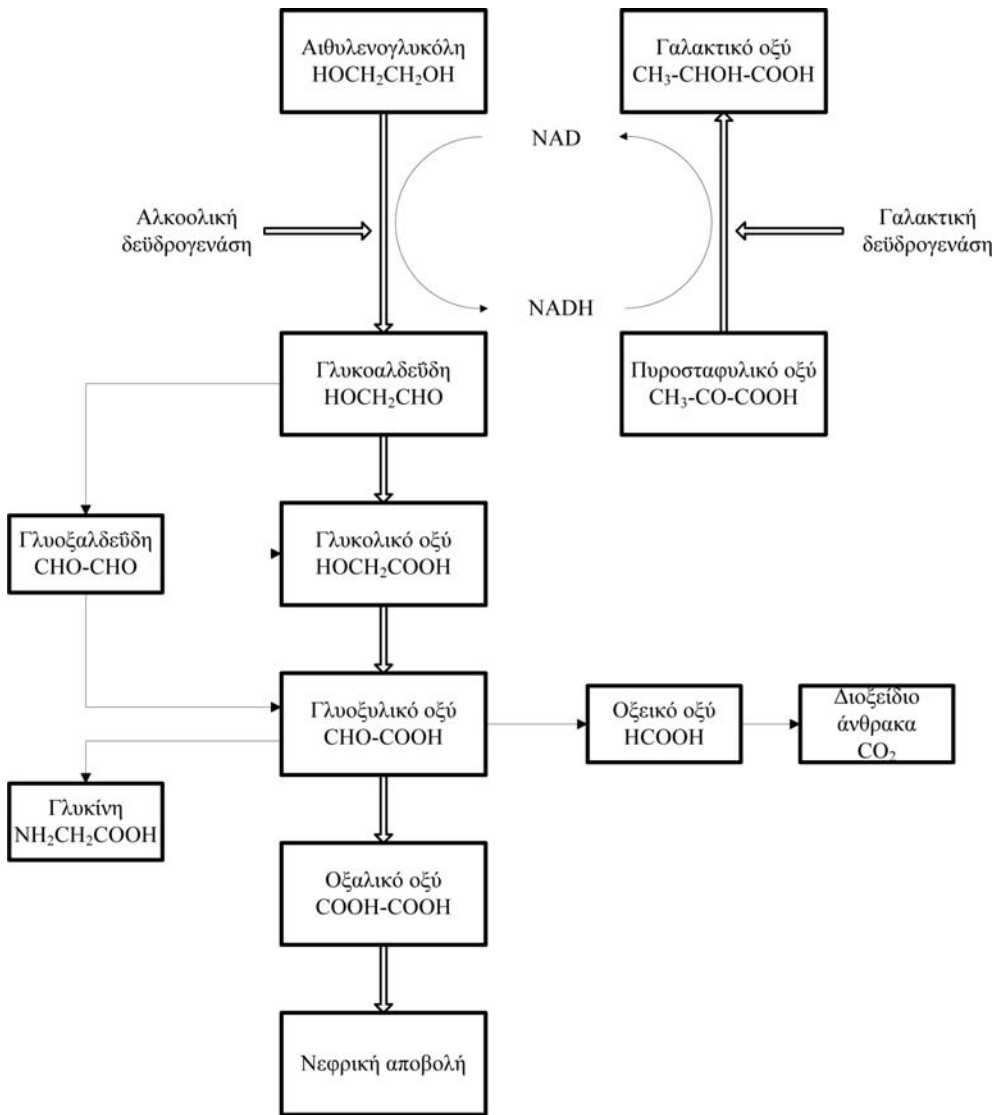 Αιθυλενογλυκόλη
HOCH₂CH₂OH
Γαλακτικό οξύ
CH₃-CHOH-COOH
NAD
Αλκοολική
δεϋδρογενάση
Γαλακτική
δεϋδρογενάση
NADH
Γλυκοαλδεΰδη
HOCH₂CHO
Πυροσταφυλικό οξύ
CH₃-CO-COOH
Γλυοξαλδεΰδη
CHO-CHO
Γλυκολικό οξύ
HOCH₂COOH
Γλυοξυλικό οξύ
CHO-COOH
Οξεικό οξύ
HCOOH
Διοξείδιο
άνθρακα
CO₂
Γλυκίνη
NH₂CH₂COOH
Οξαλικό οξύ
COOH-COOH
Νεφρική αποβολή